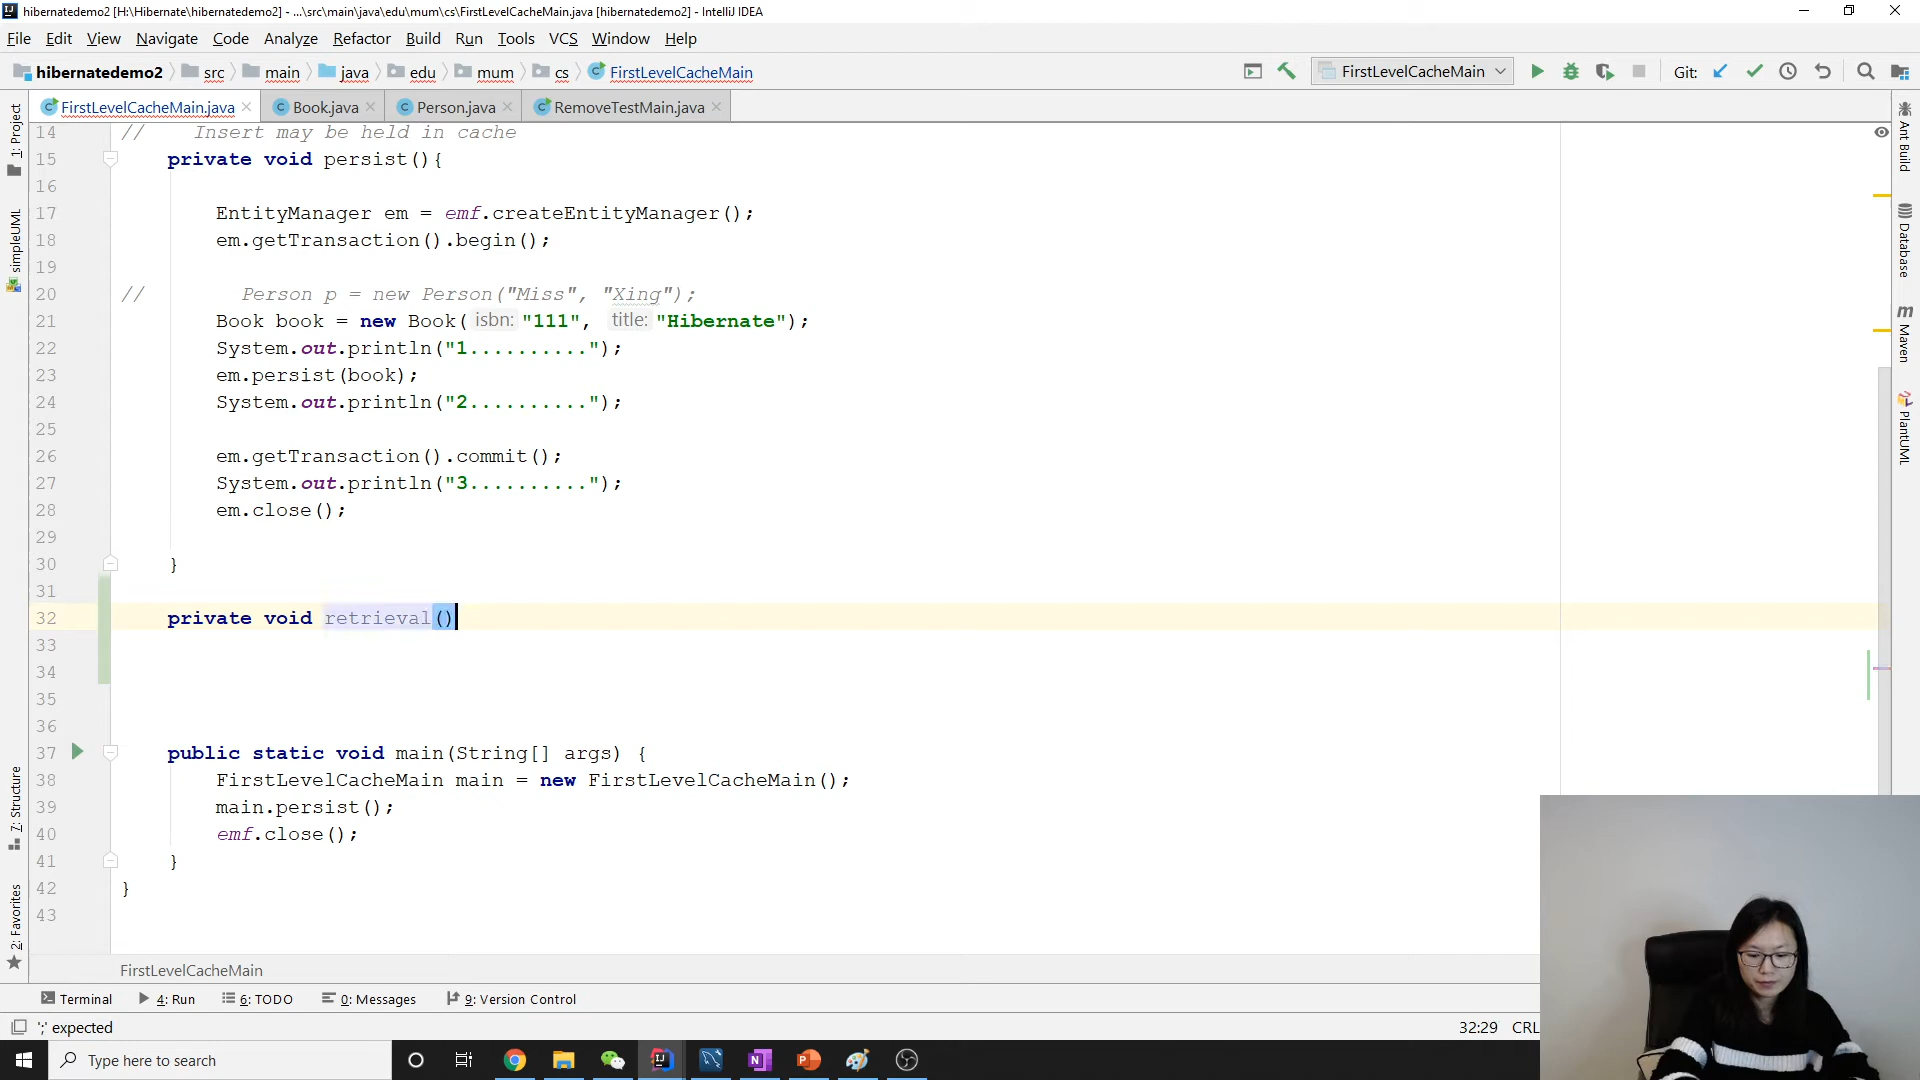 hibernatedemo2 [H:\Hibernate\hibernatedemo2] - ...\src\main\java\edu\mum\cs\FirstLevelCacheMain.java [hibernatedemo2] - IntelliJ IDEA
File Edit View Navigate Code Analyze Refactor Build Run Tools VCS Window Help
hibernatedemo2 src main java edu mum cs FirstLevelCacheMain FirstLevelCacheMain Git:
FirstLevelCacheMain.java Book.java Person.java RemoveTestMain.java
14 // Insert may be held in cache
15 private void persist(){
16
17 EntityManager em = emf.createEntityManager();
18 em.getTransaction().begin();
19
20 // Person p = new Person("Miss", "Xing");
21 Book book = new Book( isbn: "111", title: "Hibernate");
22 System.out.println("1..........");
23 em.persist(book);
24 System.out.println("2..........");
25
26 em.getTransaction().commit();
27 System.out.println("3..........");
28 em.close();
29
30 }
31
32 private void retrieval()
33
34
35
36
37 public static void main(String[] args) {
38 FirstLevelCacheMain main = new FirstLevelCacheMain();
39 main.persist();
40 emf.close();
41 }
42 }
43
FirstLevelCacheMain
1: Project
simpleUML
7: Structure
2: Favorites
Ant Build
Database
m Maven
PlantUML
Terminal 4: Run 6: TODO 0: Messages 9: Version Control
';' expected 32:29 CRL
Type here to search